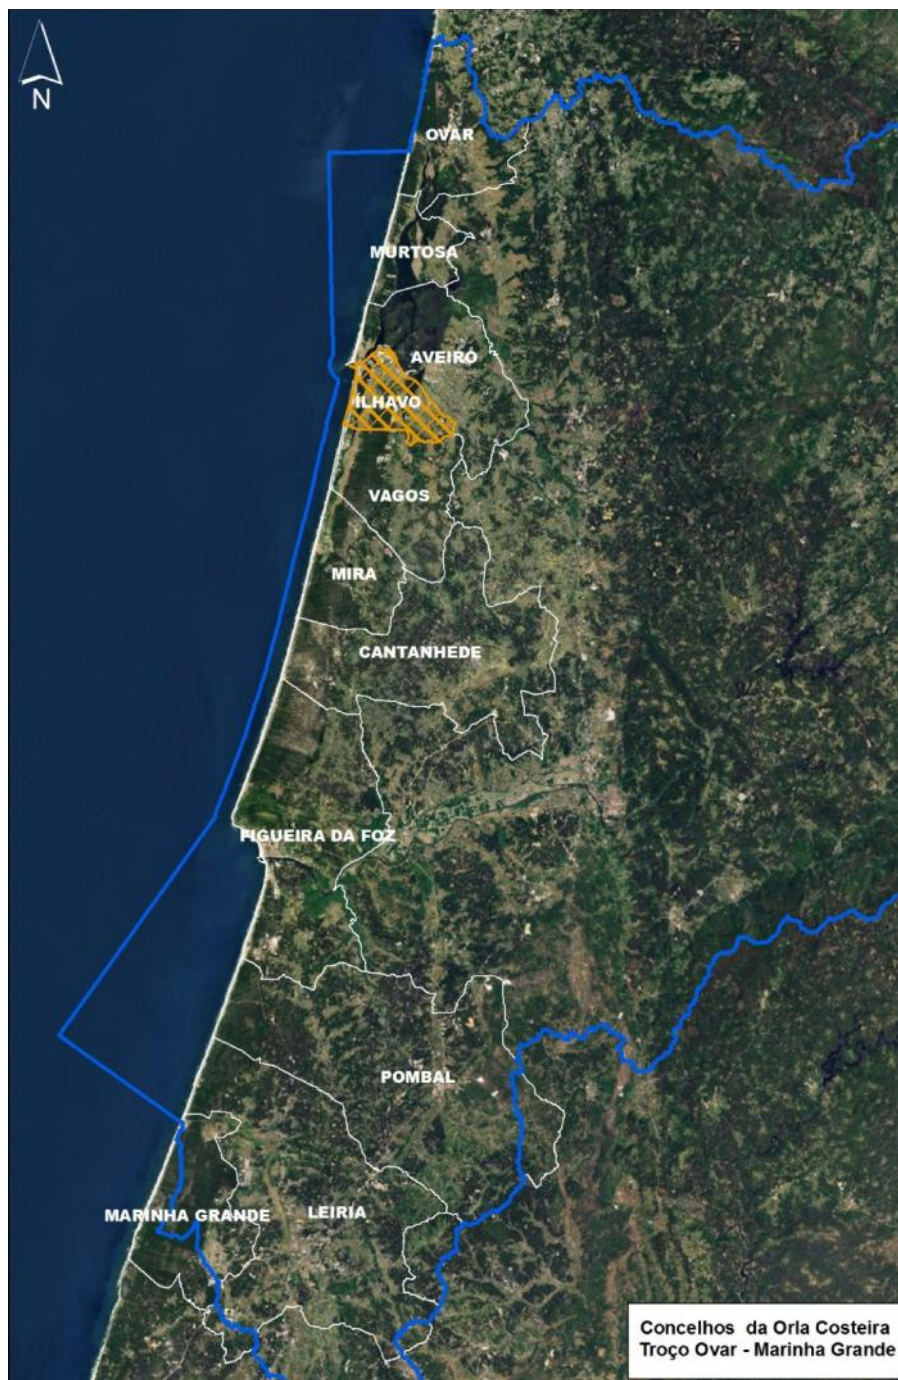 N
OVAR
MURTOSA
AVEIRO
ILHAVO
VAGOS
MIRA
CANTANHEDE
FIGUEIRA DA FOZ
POMBAL
MARINHA GRANDE
LEIRIA
Concelhos da Orla Costeira
Troço Ovar - Marinha Grande